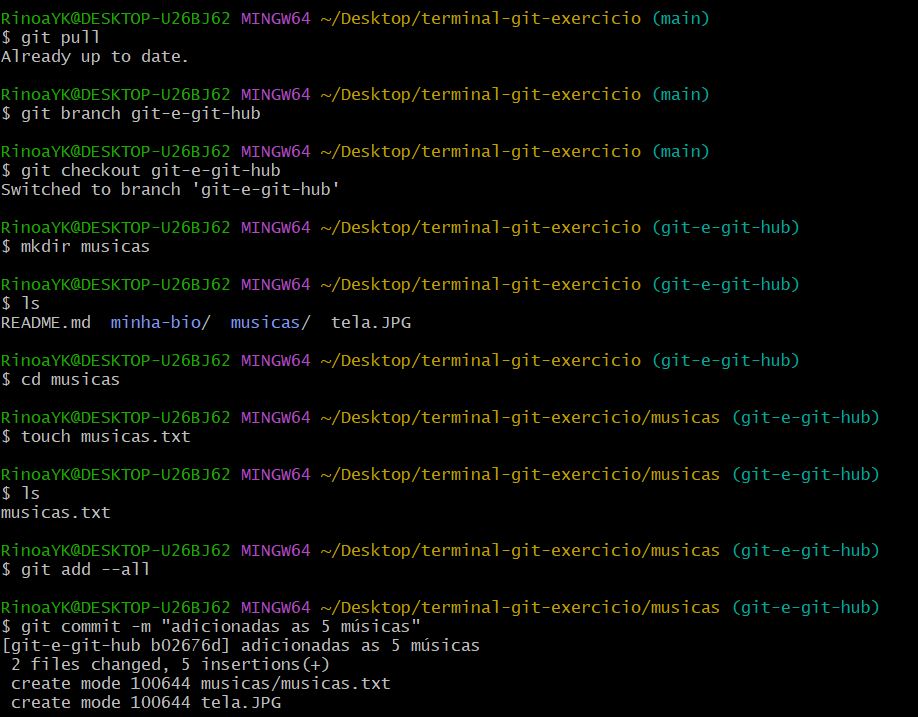 RinoaYK@DESKTOP-U26BJ62 MINGW64 ~/Desktop/terminal-git-exercicio (main)
$ git pull
Already up to date.
RinoaYK@DESKTOP-U26BJ62 MINGW64 ~/Desktop/terminal-git-exercicio (main)
$ git branch git-e-git-hub
RinoaYK@DESKTOP-U26BJ62 MINGW64 ~/Desktop/terminal-git-exercicio (main)
$ git checkout git-e-git-hub
Switched to branch 'git-e-git-hub'
RinoaYK@DESKTOP-U26BJ62 MINGW64 ~/Desktop/terminal-git-exercicio (git-e-git-hub)
$ mkdir musicas
RinoaYK@DESKTOP-U26BJ62 MINGW64 ~/Desktop/terminal-git-exercicio (git-e-git-hub)
$ ls
README.md  minha-bio/  musicas/  tela.JPG
RinoaYK@DESKTOP-U26BJ62 MINGW64 ~/Desktop/terminal-git-exercicio (git-e-git-hub)
$ cd musicas
RinoaYK@DESKTOP-U26BJ62 MINGW64 ~/Desktop/terminal-git-exercicio/musicas (git-e-git-hub)
$ touch musicas.txt
RinoaYK@DESKTOP-U26BJ62 MINGW64 ~/Desktop/terminal-git-exercicio/musicas (git-e-git-hub)
$ ls
musicas.txt
RinoaYK@DESKTOP-U26BJ62 MINGW64 ~/Desktop/terminal-git-exercicio/musicas (git-e-git-hub)
$ git add --all
RinoaYK@DESKTOP-U26BJ62 MINGW64 ~/Desktop/terminal-git-exercicio/musicas (git-e-git-hub)
$ git commit -m "adicionadas as 5 músicas"
[git-e-git-hub b02676d] adicionadas as 5 músicas
 2 files changed, 5 insertions(+)
 create mode 100644 musicas/musicas.txt
 create mode 100644 tela.JPG